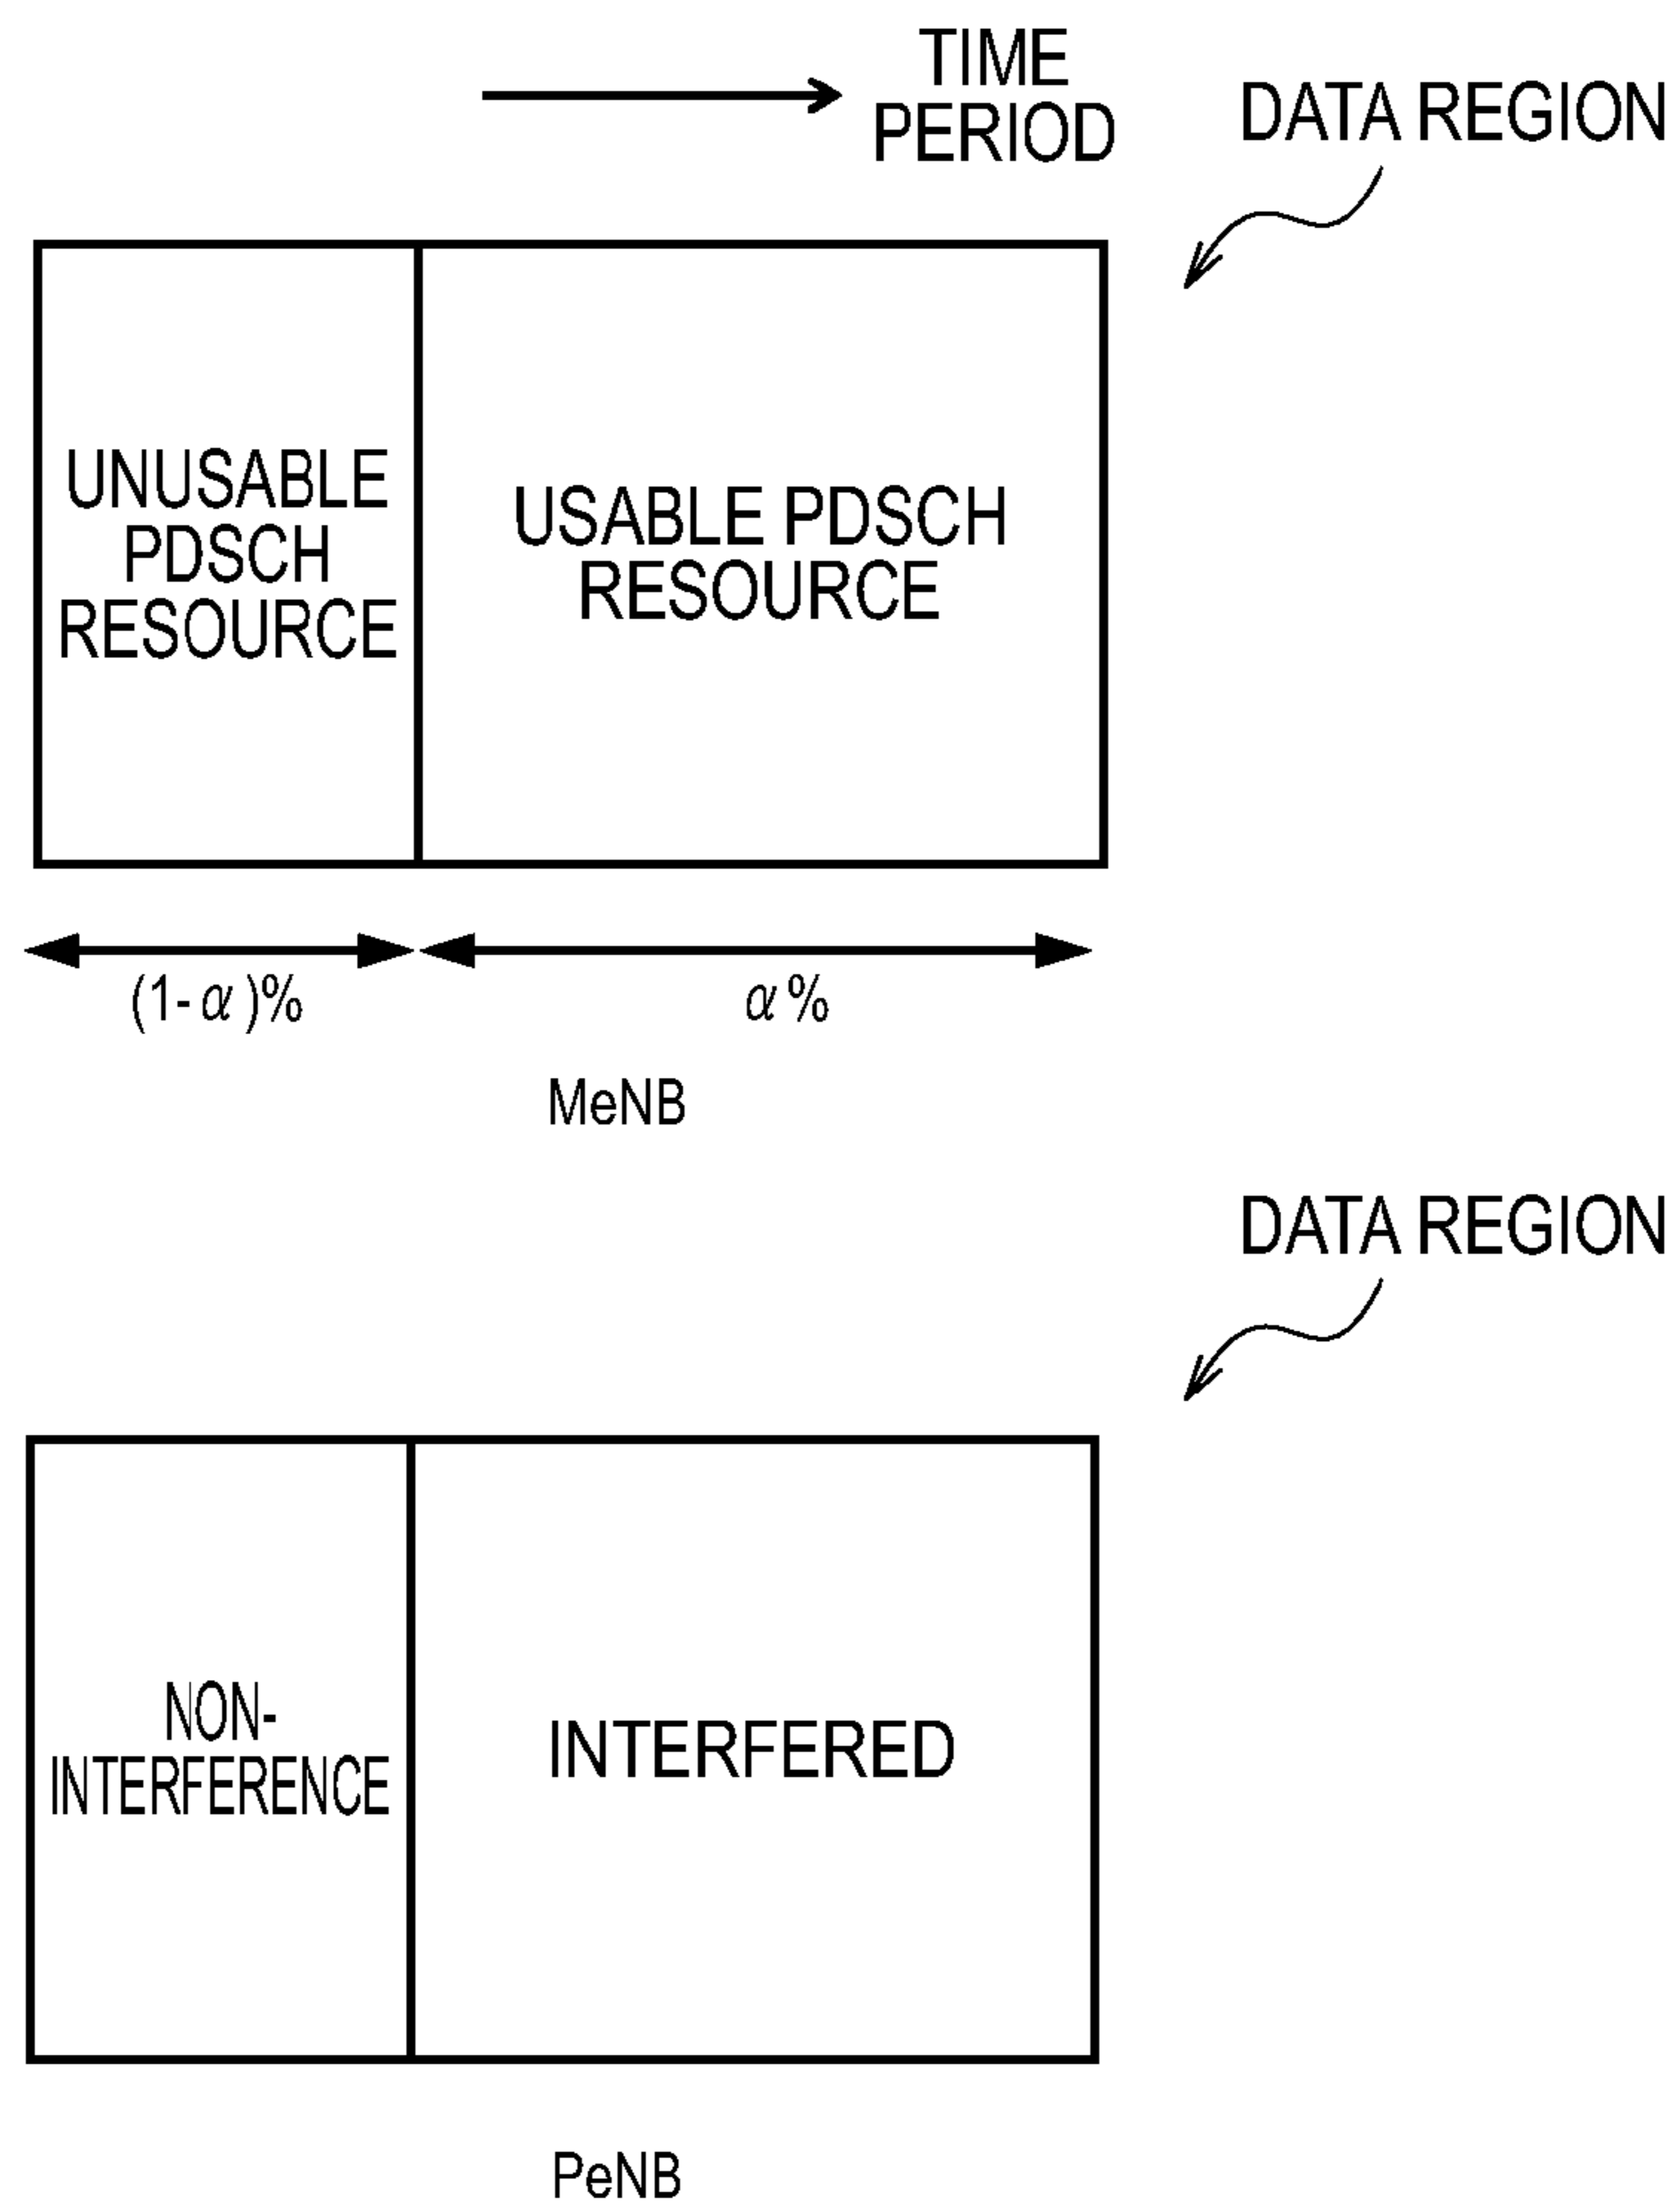 TIME
PERIOD
DATA REGION
UNUSABLE
PDSCH
RESOURCE
USABLE PDSCH
RESOURCE
(1-α)%
α%
MeNB
DATA REGION
NON-
INTERFERENCE
INTERFERED
PeNB